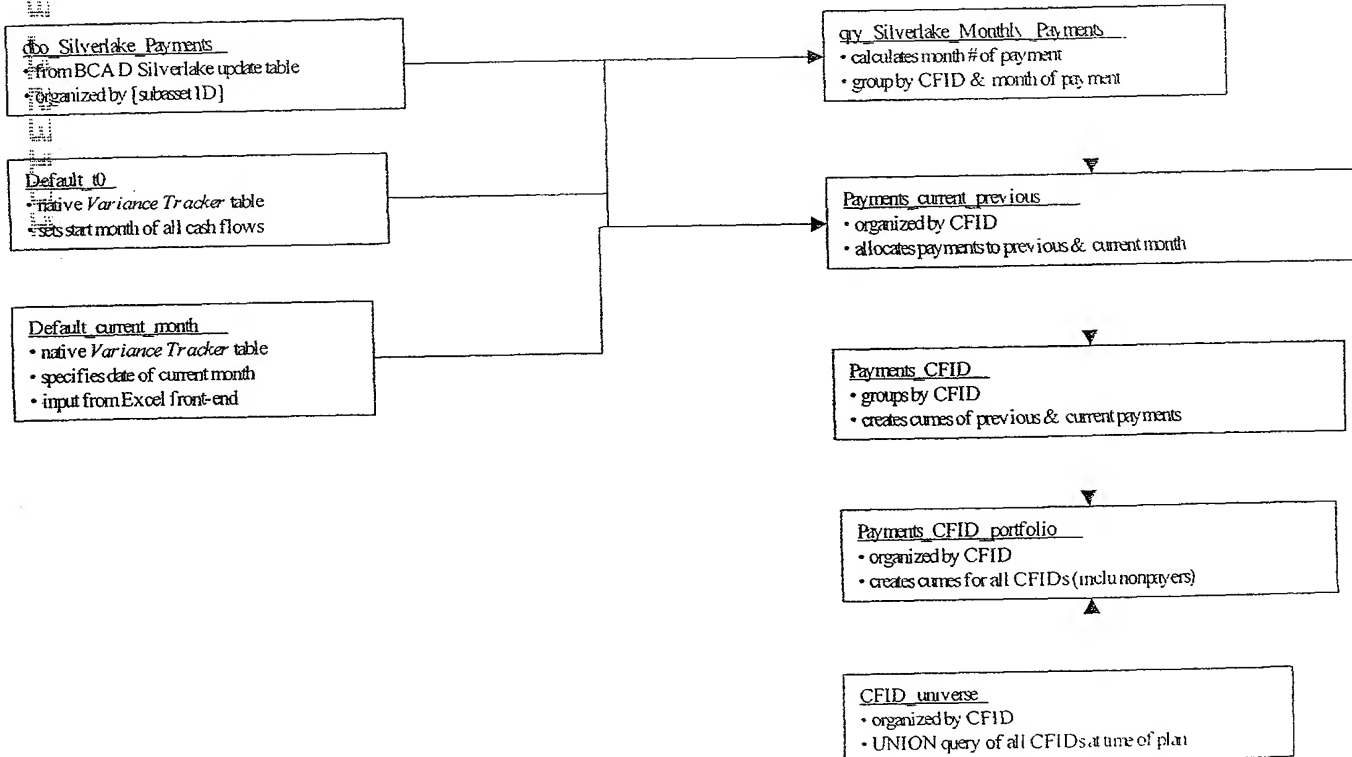 dbo_Silverlake_Payments
• from BCAD Silverlake update table
• organized by [subasset ID]
Default_t0
• native Variance Tracker table
• sets start month of all cash flows
Default_current_month
• native Variance Tracker table
• specifies date of current month
• input from Excel front-end
qry_Silverlake_Monthly_Payments
• calculates month # of payment
• group by CFID & month of payment
Payments_current_previous
• organized by CFID
• allocates payments to previous & current month
Payments_CFID
• groups by CFID
• creates cumes of previous & current payments
Payments_CFID_portfolio
• organized by CFID
• creates cumes for all CFIDs (inclu nonpayers)
CFID_universe
• organized by CFID
• UNION query of all CFIDs at time of plan